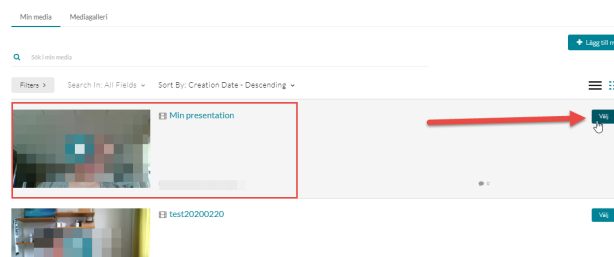 Min media Mediagalleri
+ Lägg till m
Sök i min media
Filters > Search In: All Fields Sort By: Creation Date - Descending
Min presentation Välj
0
test20200220 Välj